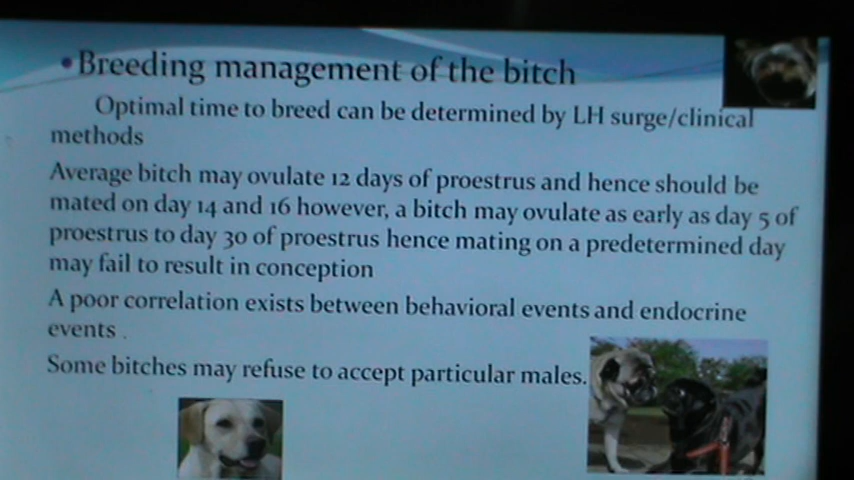 •Breeding management of the bitch
Optimal time to breed can be determined by LH surge/clinical
methods
Average bitch may ovulate 12 days of proestrus and hence should be
mated on day 14 and 16 however, a bitch may ovulate as early as day 5 of
proestrus to day 30 of proestrus hence mating on a predetermined day
may fail to result in conception
A poor correlation exists between behavioral events and endocrine
events .
Some bitches may refuse to accept particular males.